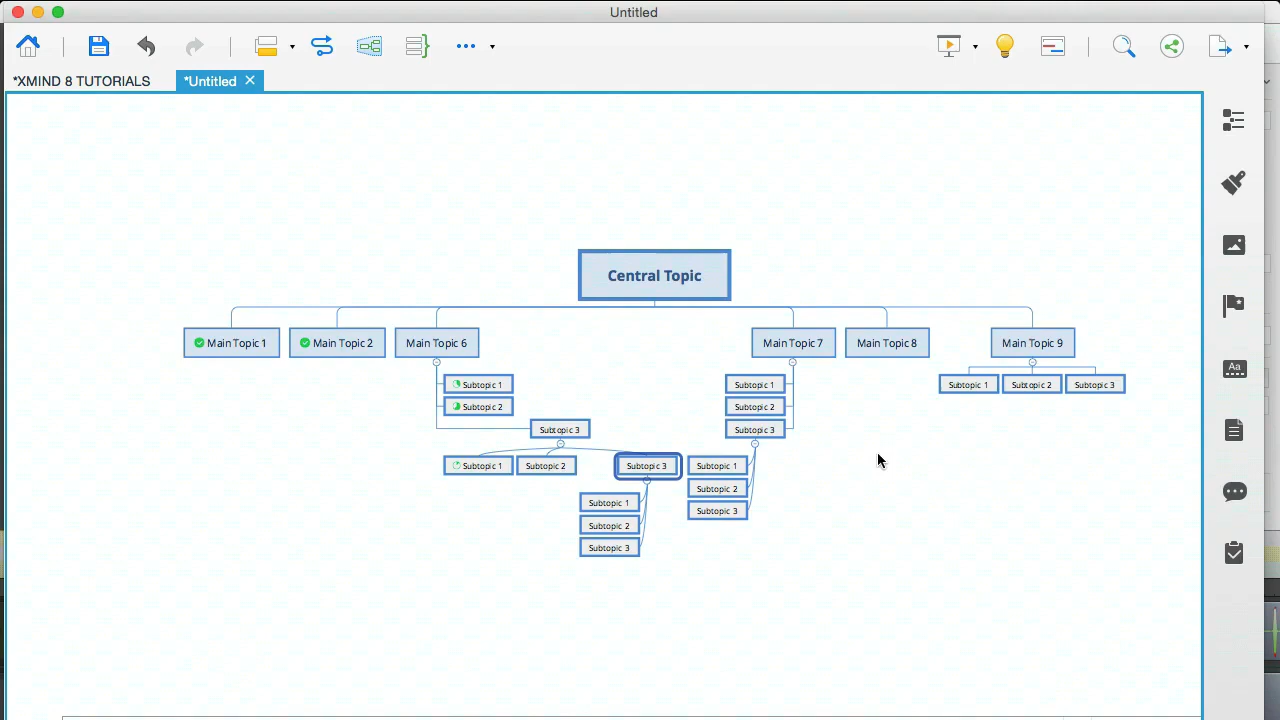 Untitled
*XMIND 8 TUTORIALS
*Untitled
Central Topic
Main Topic 1
Main Topic 2
Main Topic 6
Main Topic 7
Main Topic 8
Main Topic 9
Subtopic 1
Subtopic 1
Subtopic 1
Subtopic 2
Subtopic 3
Subtopic 2
Subtopic 2
Subtopic 3
Subtopic 3
Subtopic 1
Subtopic 2
Subtopic 3
Subtopic 1
Subtopic 2
Subtopic 1
Subtopic 3
Subtopic 2
Subtopic 3
Aa